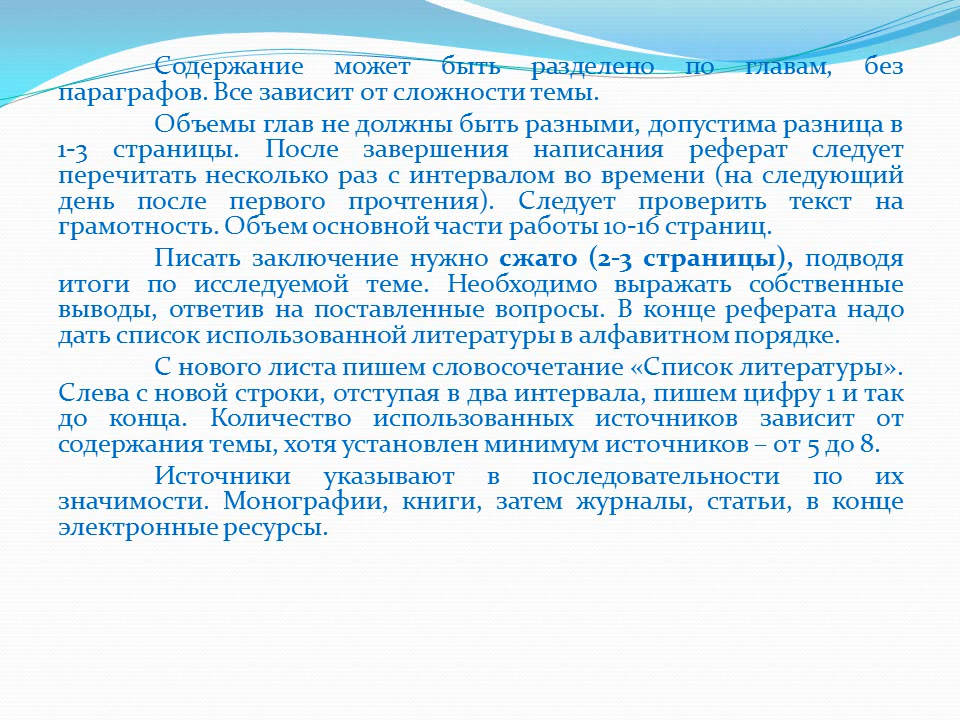 Содержание может быть разделено по главам, без
параграфов. Все зависит от сложности темы.
Объемы глав не должны быть разными, допустима разница в
1-3 страницы. После завершения написания реферат следует
перечитать несколько раз с интервалом во времени (на следующий
день после первого прочтения). Следует проверить текст на
грамотность. Объем основной части работы 10-16 страниц.
Писать заключение нужно сжато (2-3 страницы), подводя
итоги по исследуемой теме. Необходимо выражать собственные
выводы, ответив на поставленные вопросы. В конце реферата надо
дать список использованной литературы в алфавитном порядке.
С нового листа пишем словосочетание «Список литературы».
Слева с новой строки, отступая в два интервала, пишем цифру 1 и так
до конца. Количество использованных источников зависит от
содержания темы, хотя установлен минимум источников – от 5 до 8.
Источники указывают в последовательности по их
значимости. Монографии, книги, затем журналы, статьи, в конце
электронные ресурсы.